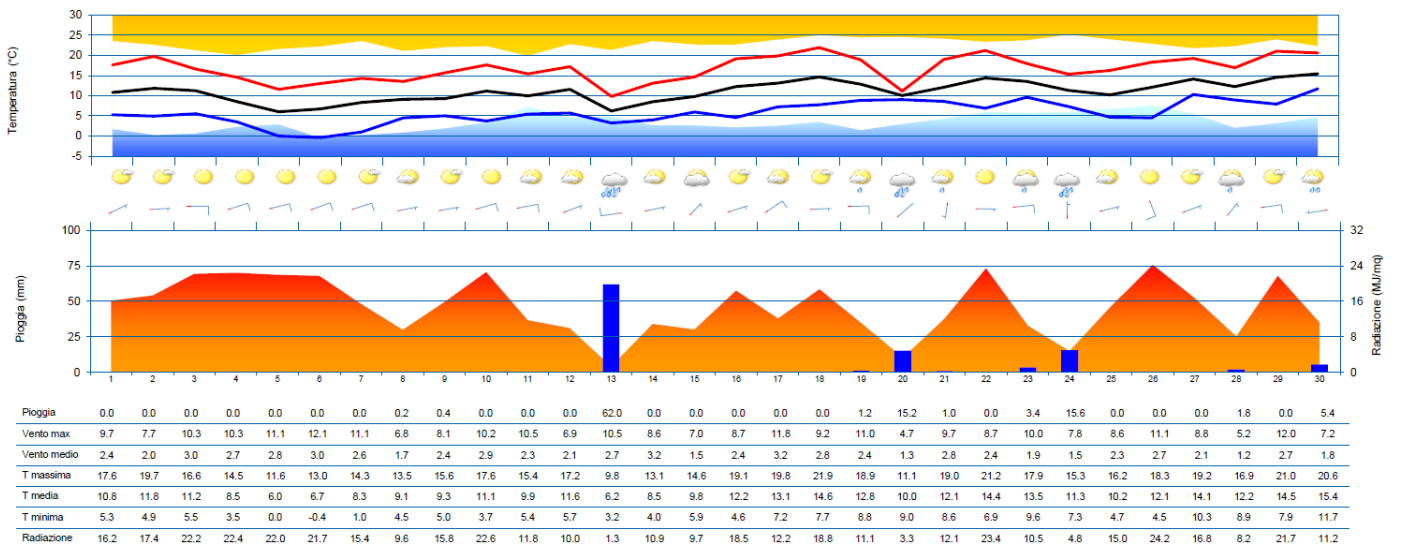 Temperatura (°C)
30
25
20
15
10
5
0
-5
Pioggia (mm)
100
75
50
25
0
Radiazione (MJ/mq)
32
24
16
8
0
1 2 3 4 5 6 7 8 9 10 11 12 13 14 15 16 17 18 19 20 21 22 23 24 25 26 27 28 29 30
Pioggia 0.0 0.0 0.0 0.0 0.0 0.0 0.0 0.2 0.4 0.0 0.0 0.0 62.0 0.0 0.0 0.0 0.0 0.0 1.2 15.2 1.0 0.0 3.4 15.6 0.0 0.0 0.0 1.8 0.0 5.4
Vento max 9.7 7.7 10.3 10.3 11.1 12.1 11.1 6.8 8.1 10.2 10.5 6.9 10.5 8.6 7.0 8.7 11.8 9.2 11.0 4.7 9.7 8.7 10.0 7.8 8.6 11.1 8.8 5.2 12.0 7.2
Vento medio 2.4 2.0 3.0 2.7 2.8 3.0 2.6 1.7 2.4 2.9 2.3 2.1 2.7 3.2 1.5 2.4 3.2 2.8 2.4 1.3 2.8 2.4 1.9 1.5 2.3 2.7 2.1 1.2 2.7 1.8
T massima 17.6 19.7 16.6 14.5 11.6 13.0 14.3 13.5 15.6 17.6 15.4 17.2 9.8 13.1 14.6 19.1 19.8 21.9 18.9 11.1 19.0 21.2 17.9 15.3 16.2 18.3 19.2 16.9 21.0 20.6
T media 10.8 11.8 11.2 8.5 6.0 6.7 8.3 9.1 9.3 11.1 9.9 11.6 6.2 8.5 9.8 12.2 13.1 14.6 12.8 10.0 12.1 14.4 13.5 11.3 10.2 12.1 14.1 12.2 14.5 15.4
T minima 5.3 4.9 5.5 3.5 0.0 -0.4 1.0 4.5 5.0 3.7 5.4 5.7 3.2 4.0 5.9 4.6 7.2 7.7 8.8 9.0 8.6 6.9 9.6 7.3 4.7 4.5 10.3 8.9 7.9 11.7
Radiazione 16.2 17.4 22.2 22.4 22.0 21.7 15.4 9.6 15.8 22.6 11.8 10.0 1.3 10.9 9.7 18.5 12.2 18.8 11.1 3.3 12.1 23.4 10.5 4.8 15.0 24.2 16.8 8.2 21.7 11.2